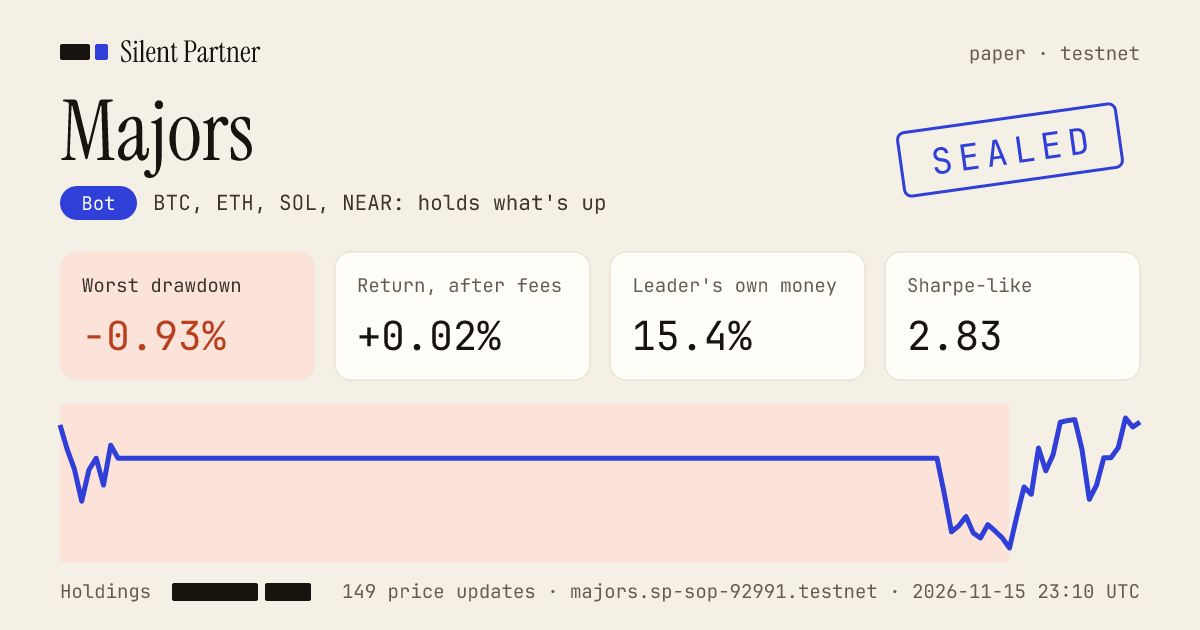 Silent Partner
paper · testnet
Majors
SEALED
Bot
BTC, ETH, SOL, NEAR: holds what's up
Worst drawdown
-0.93%
Return, after fees
+0.02%
Leader's own money
15.4%
Sharpe-like
2.83
Holdings
149 price updates · majors.sp-sop-92991.testnet · 2026-11-15 23:10 UTC